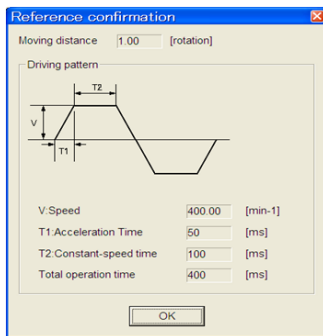 Reference confirmation
Moving distance 1.00 [rotation]
Driving pattern
T2
V
T1
V:Speed 400.00 [min-1]
T1:Acceleration Time 50 [ms]
T2:Constant-speed time 100 [ms]
Total operation time 400 [ms]
OK